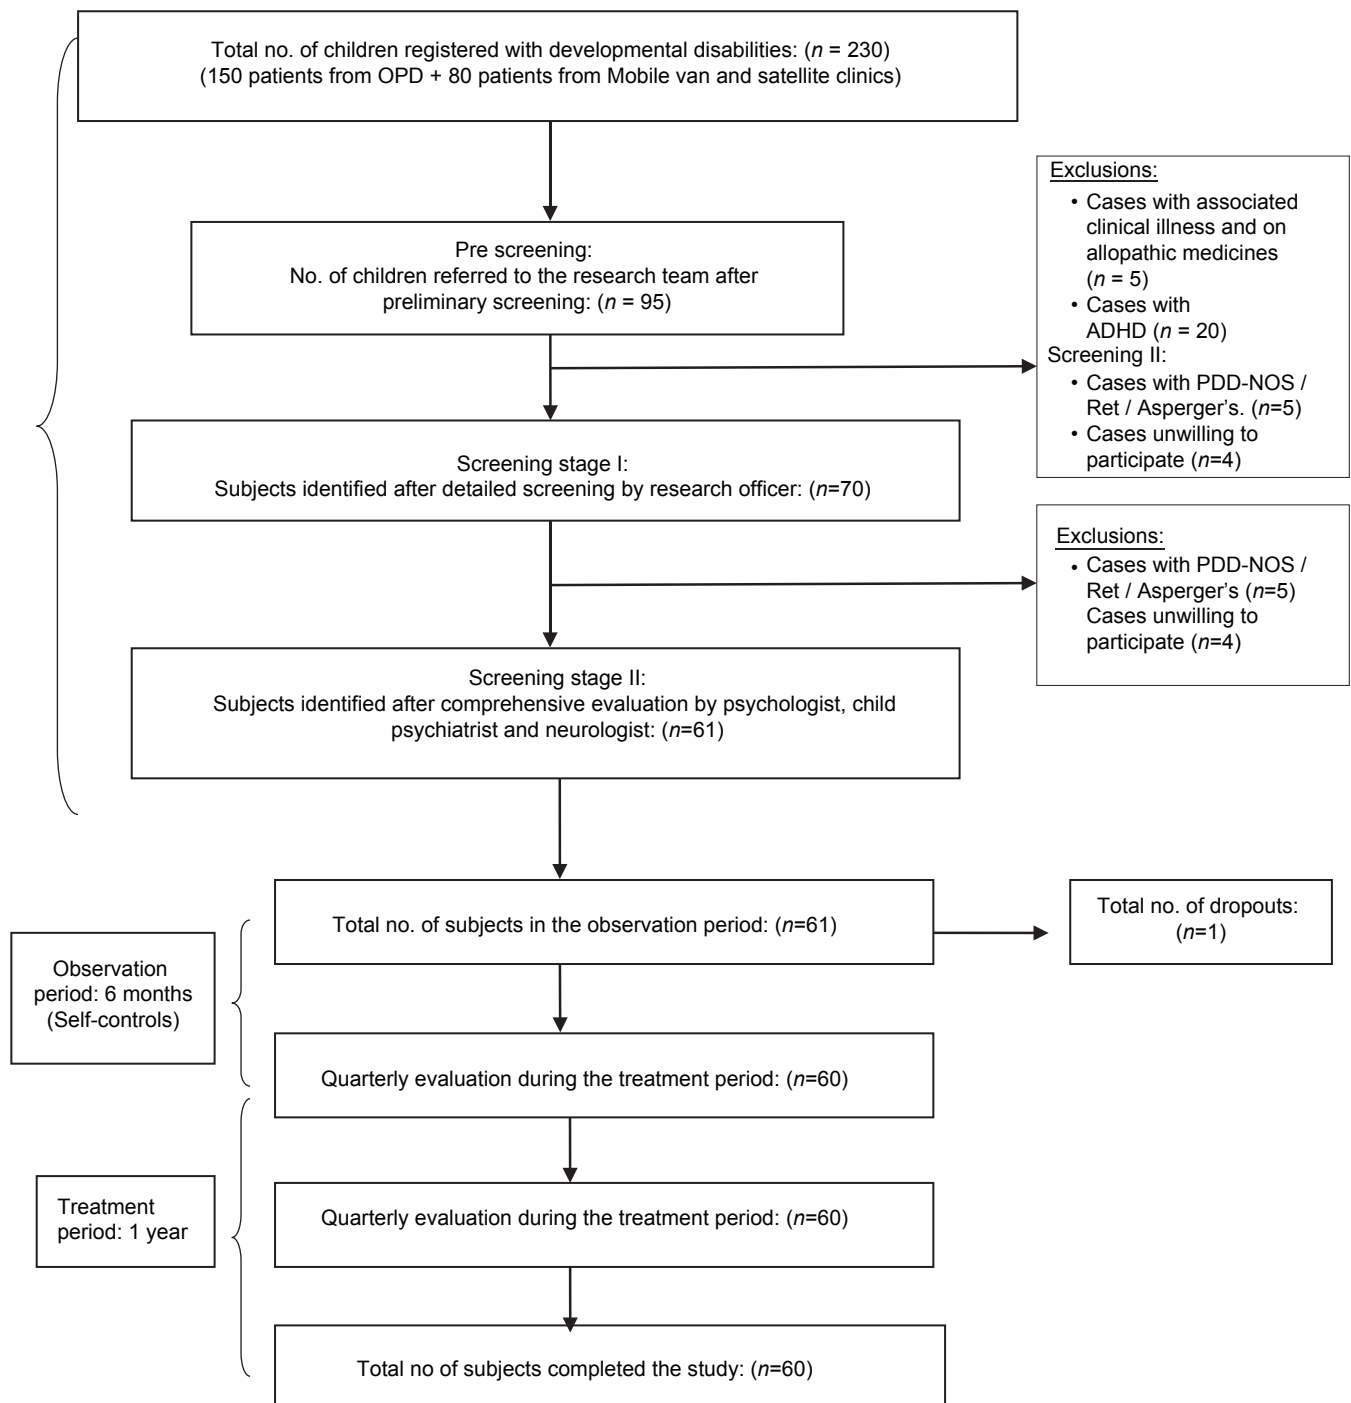 Total no. of children registered with developmental disabilities: (n = 230)
(150 patients from OPD + 80 patients from Mobile van and satellite clinics)
Pre screening:
No. of children referred to the research team after
preliminary screening: (n = 95)
Exclusions:
• Cases with associated
clinical illness and on
allopathic medicines
(n = 5)
• Cases with
ADHD (n = 20)
Screening II:
• Cases with PDD-NOS /
Ret / Asperger's. (n=5)
• Cases unwilling to
participate (n=4)
Screening stage I:
Subjects identified after detailed screening by research officer: (n=70)
Exclusions:
• Cases with PDD-NOS /
Ret / Asperger's (n=5)
Cases unwilling to
participate (n=4)
Screening stage II:
Subjects identified after comprehensive evaluation by psychologist, child
psychiatrist and neurologist: (n=61)
Total no. of subjects in the observation period: (n=61)
Total no. of dropouts:
(n=1)
Observation
period: 6 months
(Self-controls)
Quarterly evaluation during the treatment period: (n=60)
Treatment
period: 1 year
Quarterly evaluation during the treatment period: (n=60)
Total no of subjects completed the study: (n=60)